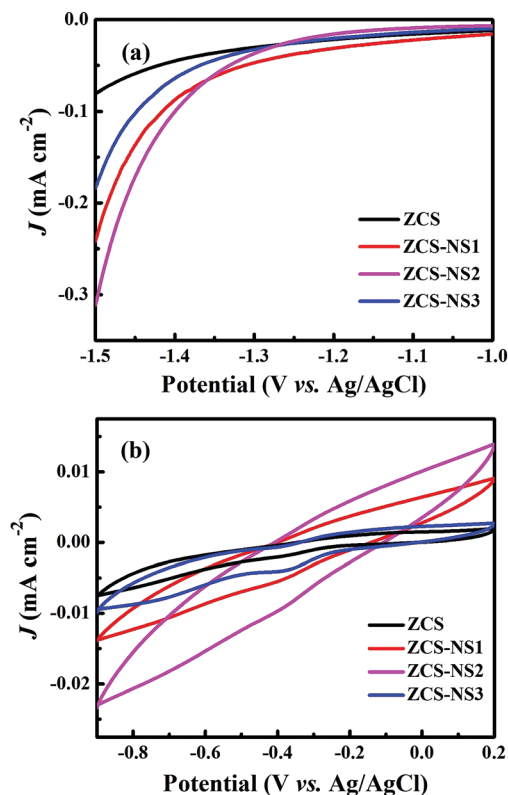 (a)
0.0
-0.1
-0.2
-0.3
J (mA cm-2)
ZCS
ZCS-NS1
ZCS-NS2
ZCS-NS3
-1.5 -1.4 -1.3 -1.2 -1.1 -1.0
Potential (V vs. Ag/AgCl)
(b)
0.01
0.00
-0.01
-0.02
J (mA cm-2)
ZCS
ZCS-NS1
ZCS-NS2
ZCS-NS3
-0.8 -0.6 -0.4 -0.2 0.0 0.2
Potential (V vs. Ag/AgCl)